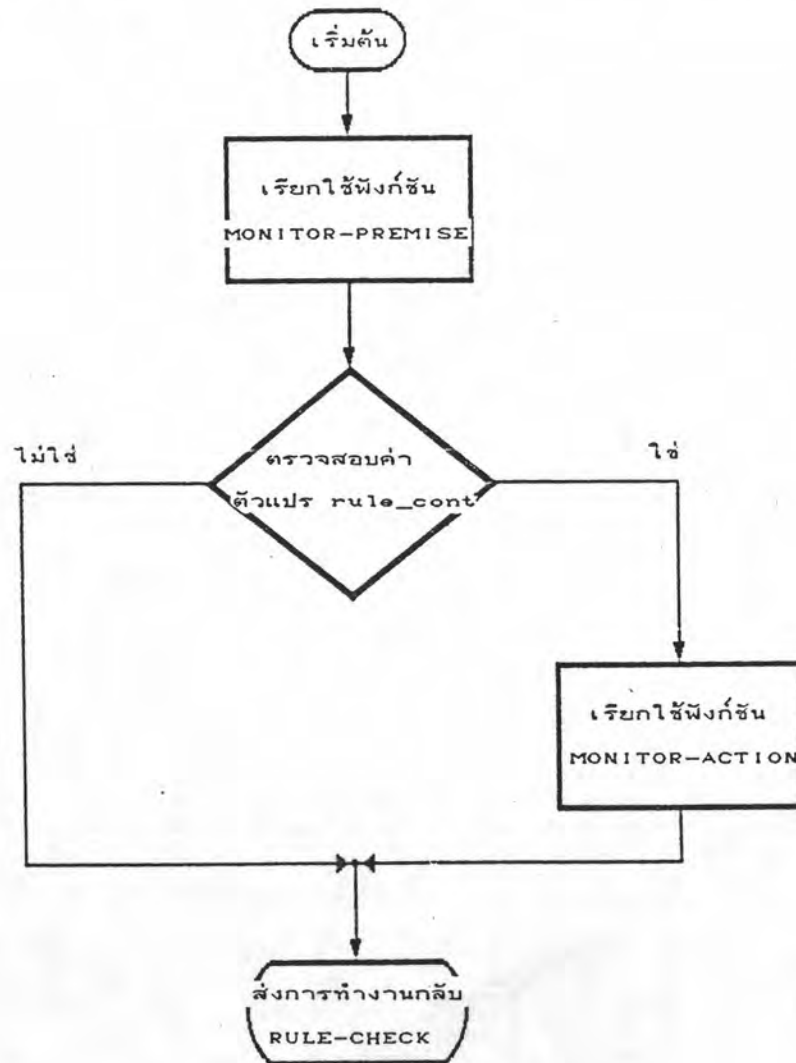 เริ่มต้น
เรียกใช้ฟังก์ชัน
MONITOR-PREMISE
ไม่ใช่
ตรวจสอบค่า
ตัวแปร rule_cont
ใช่
เรียกใช้ฟังก์ชัน
MONITOR-ACTION
ส่งการทำงานกลับ
RULE-CHECK